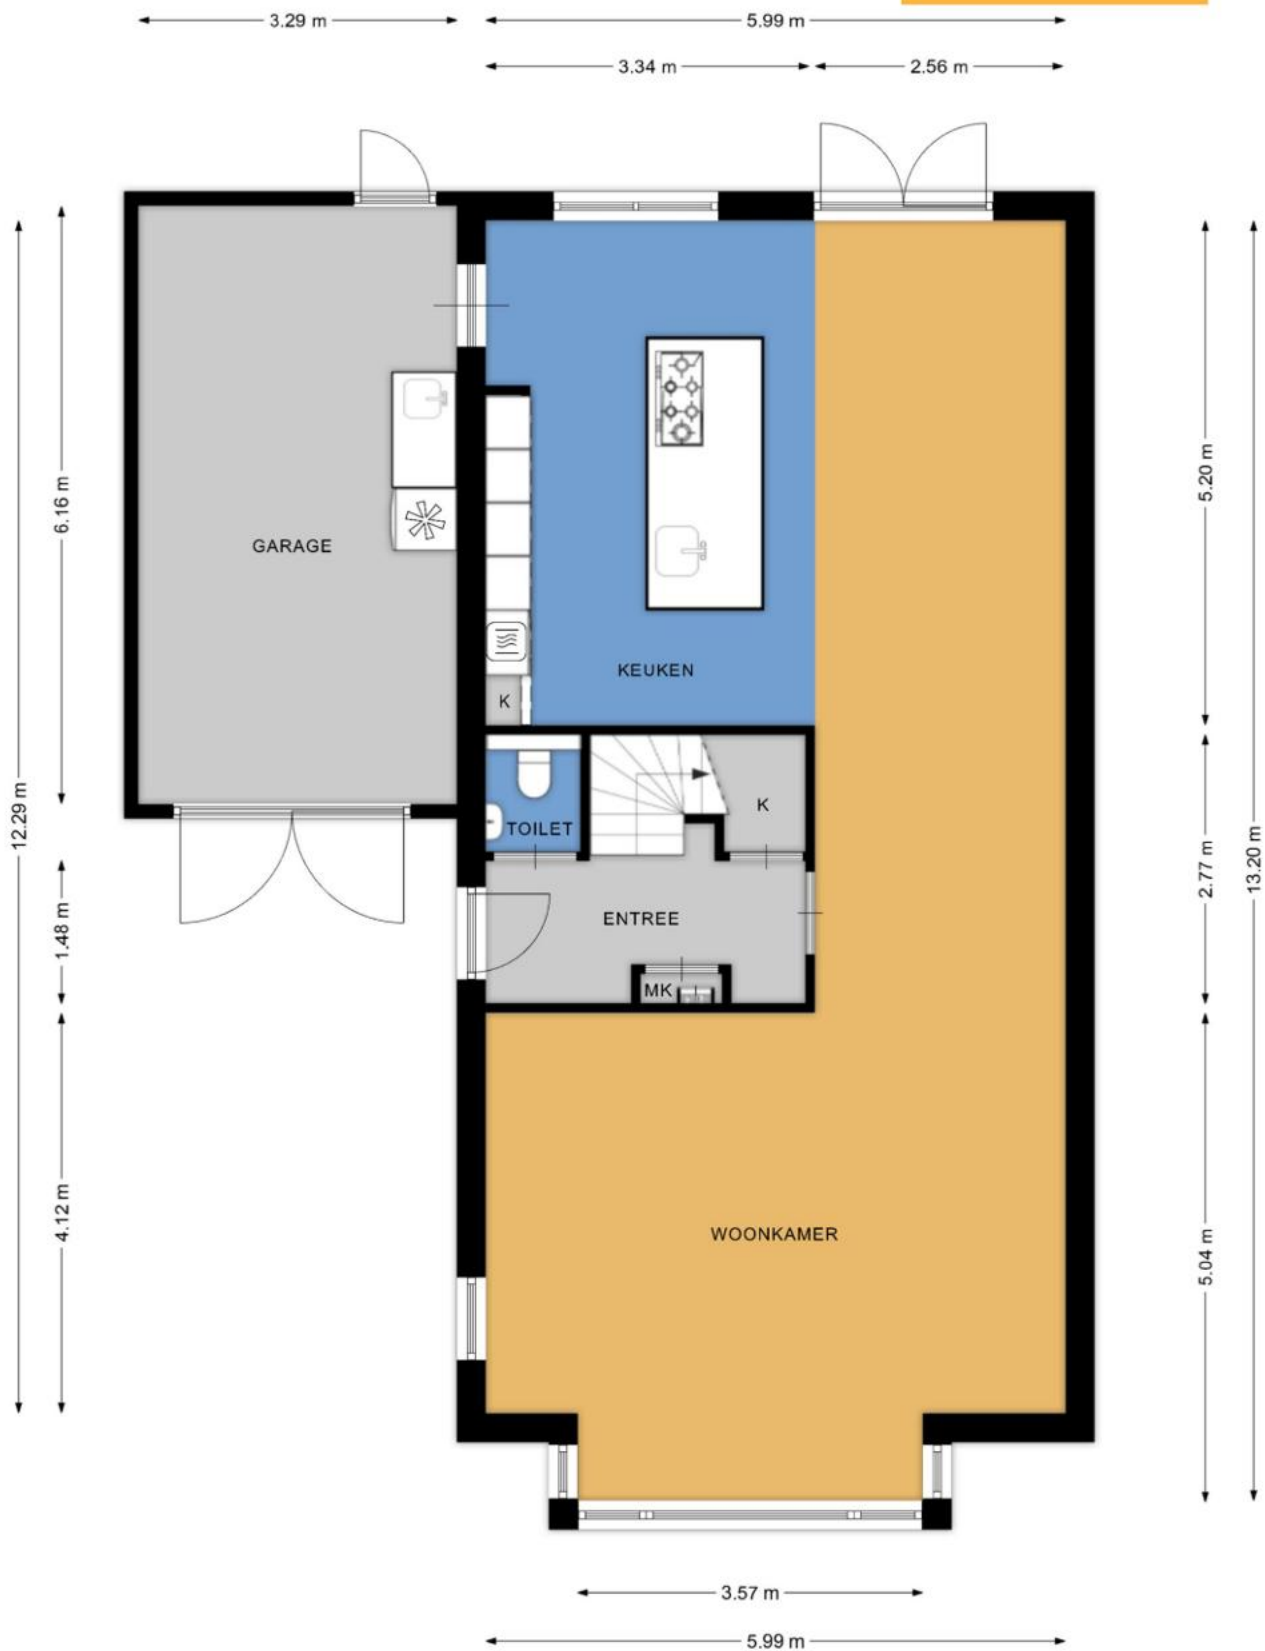 3.29 m
5.99 m
3.34 m
2.56 m
5.20 m
6.16 m
GARAGE
KEUKEN
K
12.29 m
K
TOILET
13.20 m
2.77 m
1.48 m
ENTREE
MK
4.12 m
WOONKAMER
5.04 m
3.57 m
5.99 m